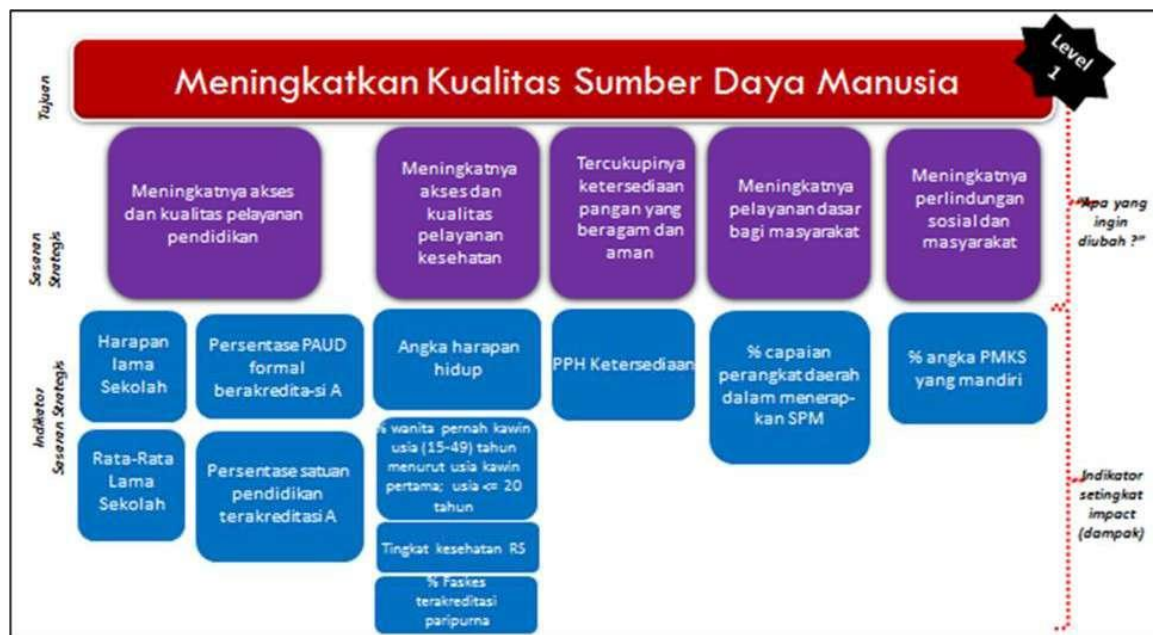 Level
1
Tujuan
Meningkatkan Kualitas Sumber Daya Manusia
Sasaran
Strategis
Meningkatnya akses
dan kualitas pelayanan
pendidikan
Meningkatnya
akses dan
kualitas
pelayanan
kesehatan
Tercukupinya
ketersediaan
pangan yang
beragam dan
aman
Meningkatnya
pelayanan dasar
bagi masyarakat
Meningkatnya
perlindungan
sosial dan
masyarakat
"Apa yang
ingin
diubah ?"
Indikator
Sasaran Strategis
Harapan
lama
Sekolah
Persentase PAUD
formal
berakredita-si A
Angka harapan
hidup
PPH Ketersediaan
% capaian
perangkat daerah
dalam menerap-
kan SPM
% angka PMKS
yang mandiri
Rata-Rata
Lama
Sekolah
Persentase satuan
pendidikan
terakreditasi A
% wanita pernah kawin
usia (15-49) tahun
menurut usia kawin
pertama; usia <= 20
tahun
Tingkat kesehatan RS
% Faskes
terakreditasi
paripurna
Indikator
setingkat
impact
(dampak)